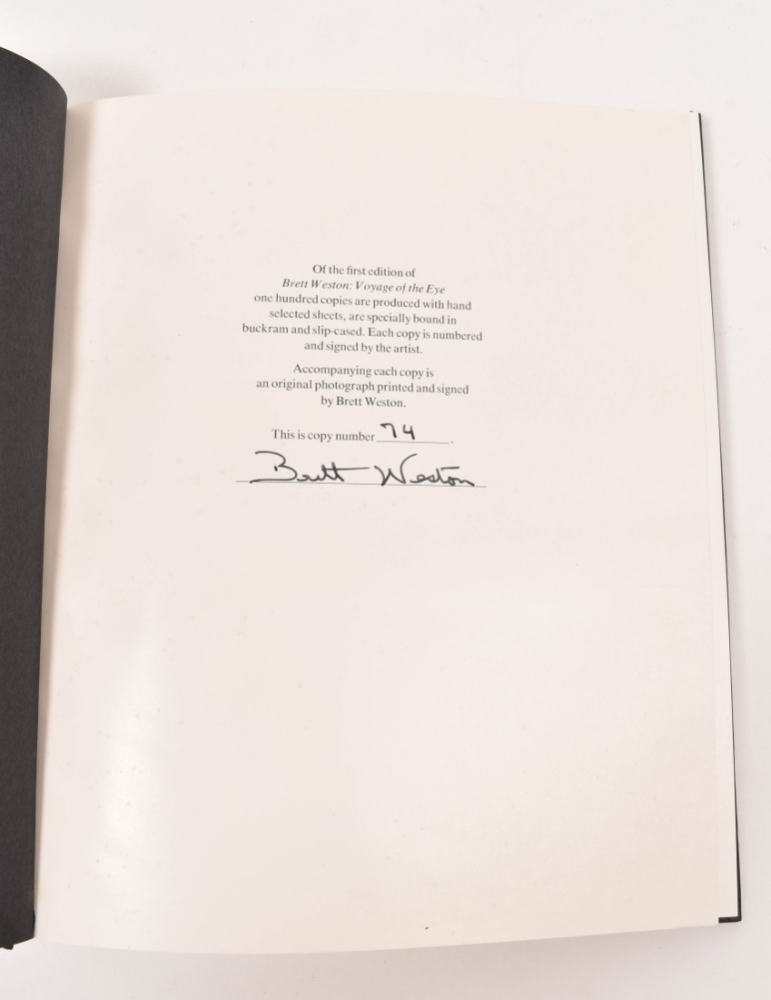 Of the first edition of
Brett Weston: Voyage of the Eye
one hundred copies are produced with hand
selected sheets, are specially bound in
buckram and slip-cased. Each copy is numbered
and signed by the artist.
Accompanying each copy is
an original photograph printed and signed
by Brett Weston.
This is copy number 74.
Brett Weston